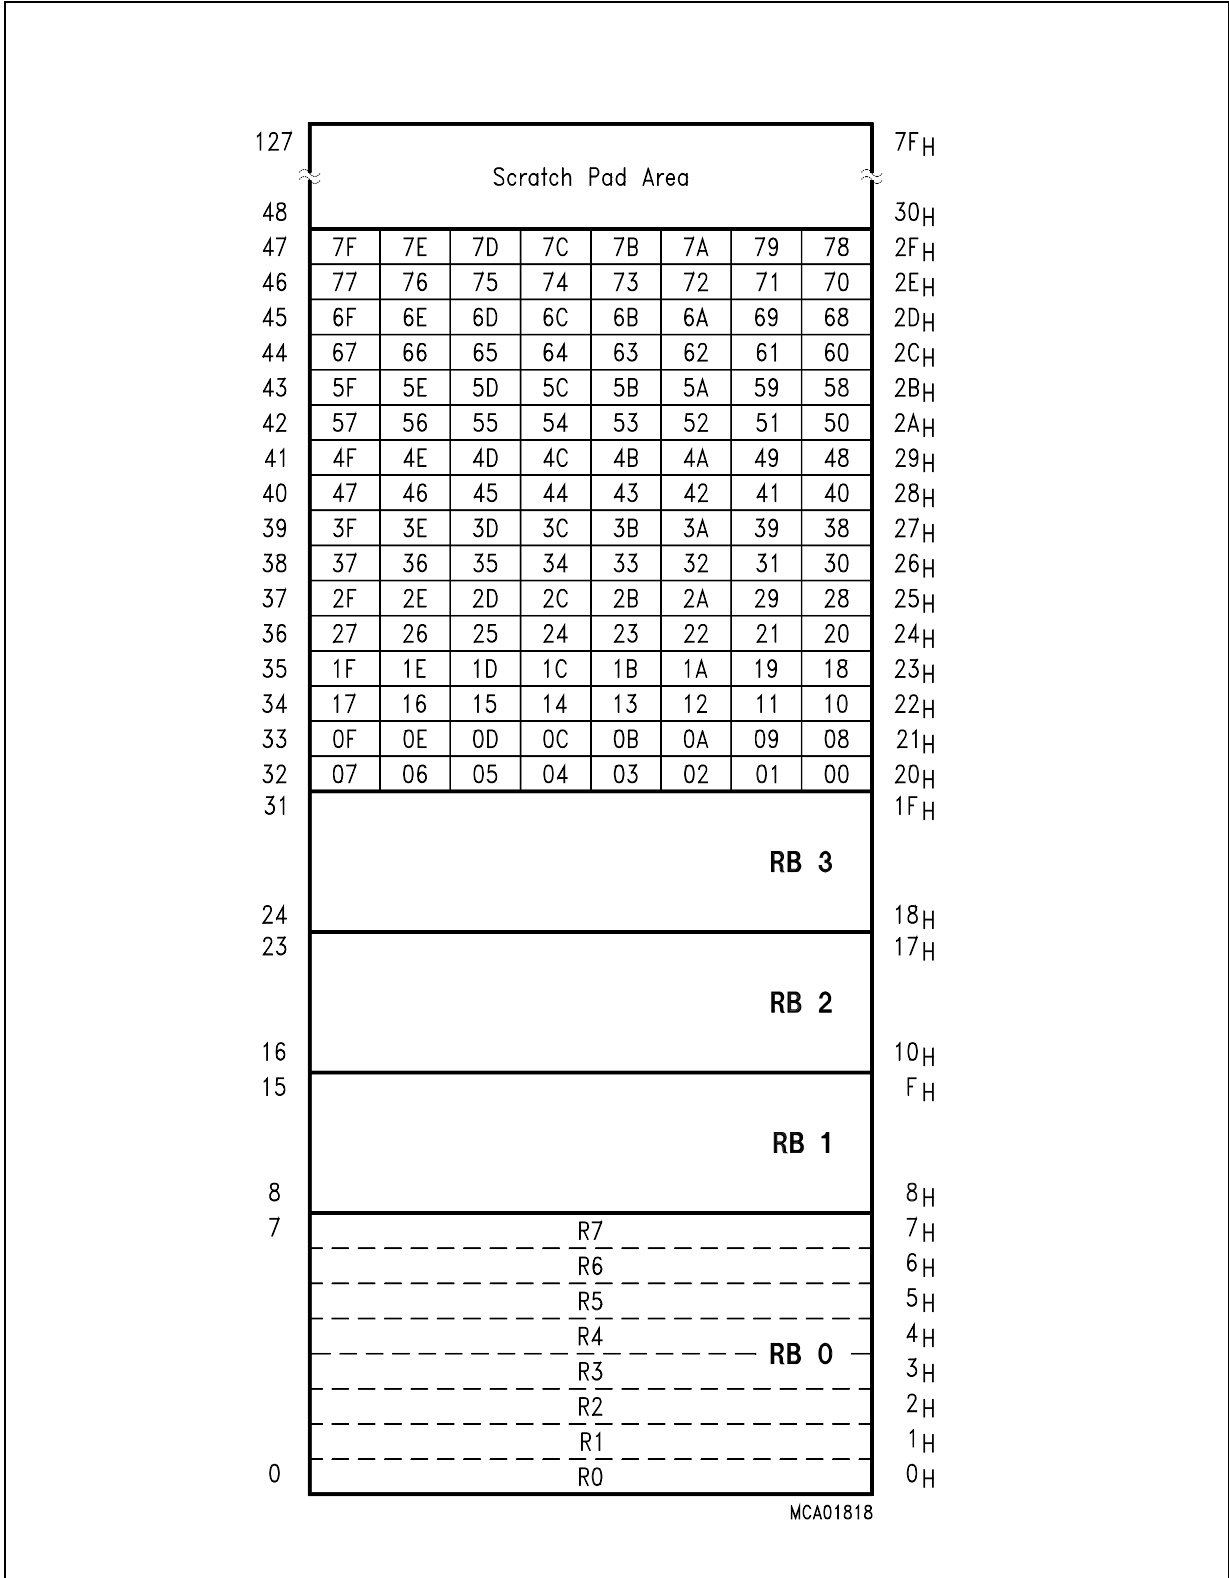 127 7FH
Scratch Pad Area
48 30H
47 7F 7E 7D 7C 7B 7A 79 78 2FH
46 77 76 75 74 73 72 71 70 2EH
45 6F 6E 6D 6C 6B 6A 69 68 2DH
44 67 66 65 64 63 62 61 60 2CH
43 5F 5E 5D 5C 5B 5A 59 58 2BH
42 57 56 55 54 53 52 51 50 2AH
41 4F 4E 4D 4C 4B 4A 49 48 29H
40 47 46 45 44 43 42 41 40 28H
39 3F 3E 3D 3C 3B 3A 39 38 27H
38 37 36 35 34 33 32 31 30 26H
37 2F 2E 2D 2C 2B 2A 29 28 25H
36 27 26 25 24 23 22 21 20 24H
35 1F 1E 1D 1C 1B 1A 19 18 23H
34 17 16 15 14 13 12 11 10 22H
33 0F 0E 0D 0C 0B 0A 09 08 21H
32 07 06 05 04 03 02 01 00 20H
31 1FH
RB 3
24 18H
23 17H
RB 2
16 10H
15 FH
RB 1
8 8H
7 R7 7H
R6 6H
R5 5H
R4 4H
RB 0
R3 3H
R2 2H
R1 1H
0 R0 0H
MCA01818